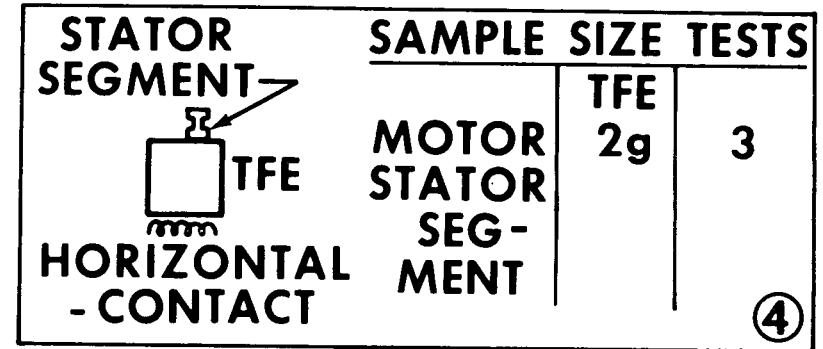 STATOR
SEGMENT
TFE
HORIZONTAL
- CONTACT
SAMPLE SIZE TESTS
TFE
MOTOR 2g 3
STATOR
SEG-
MENT
4